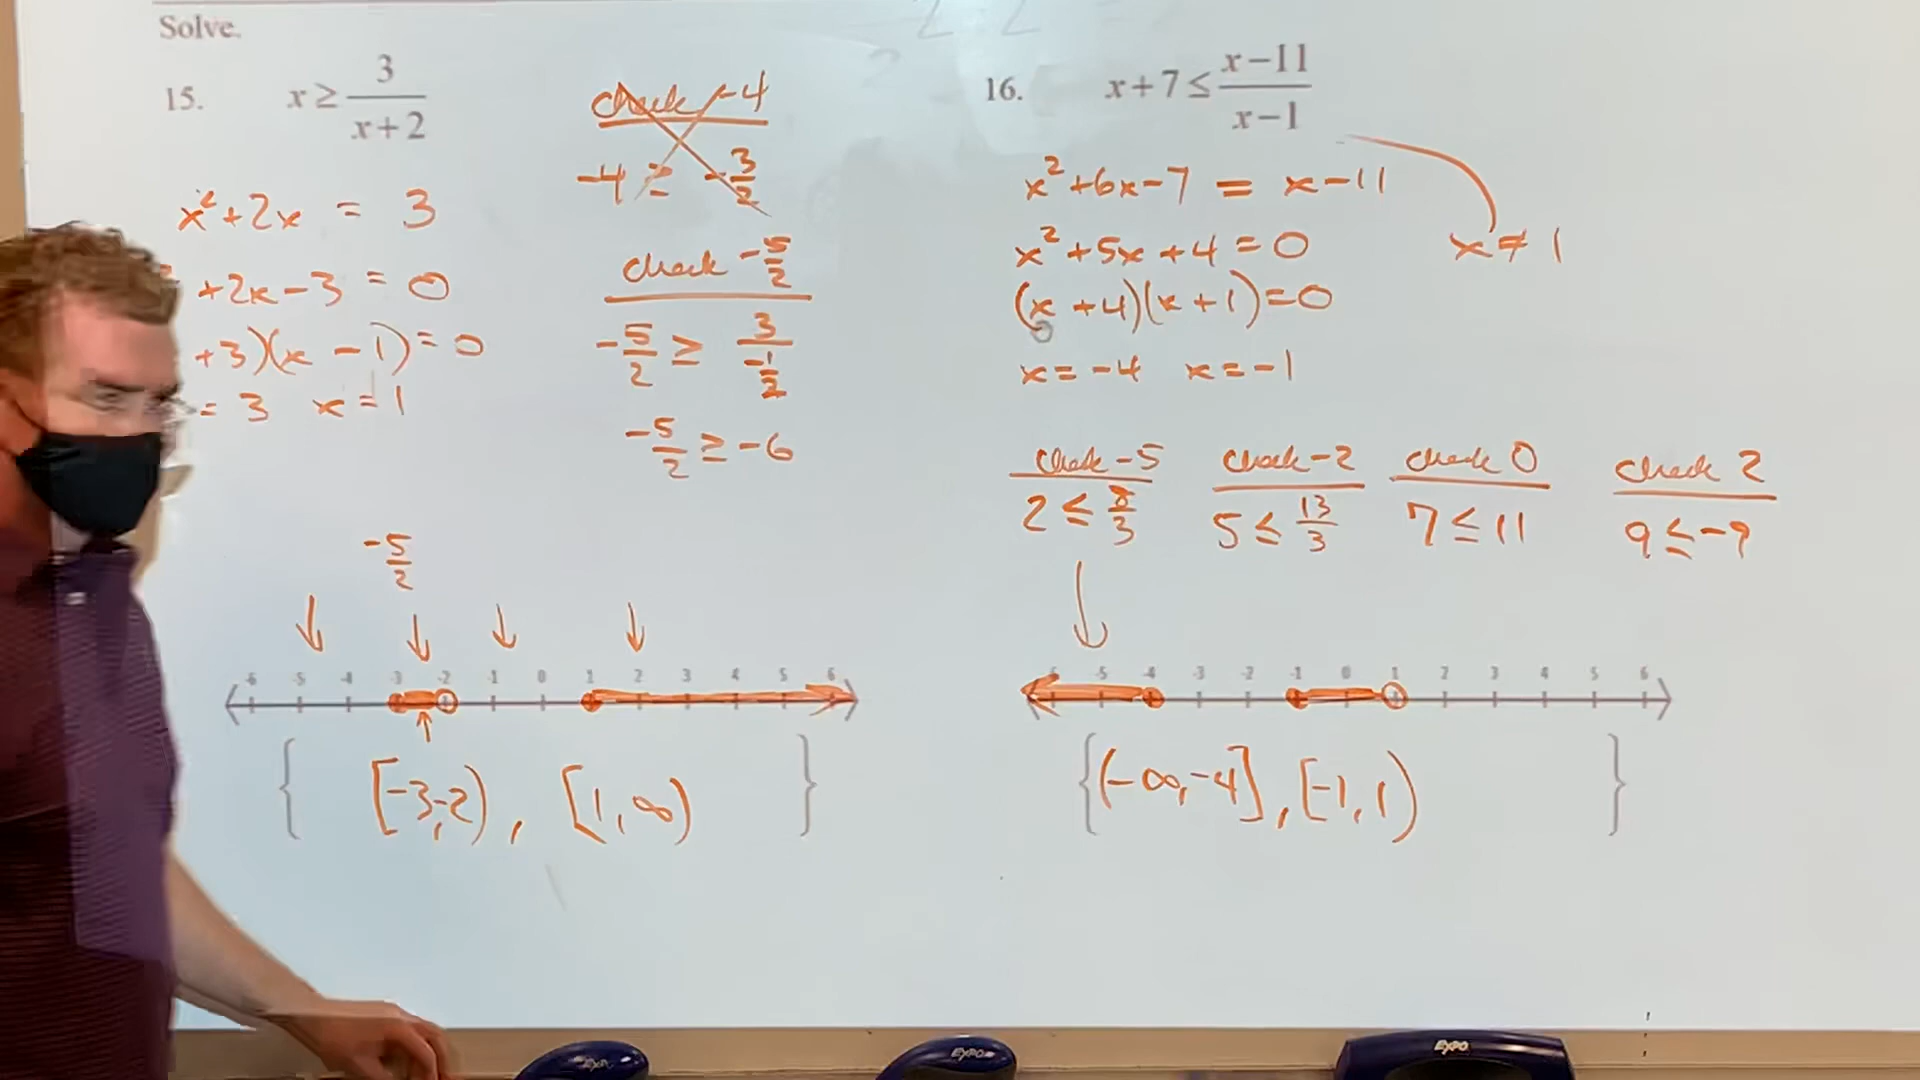 Solve.
15. x ≥ 3/(x+2)
x² + 2x = 3
+2x − 3 = 0
+3)(x − 1) = 0
= 3 x = 1
check −4
−4 ≥ −3/2
check −5/2
−5/2 ≥ 3/(−1/2)
−5/2 ≥ −6
−5/2
-6 -5 -4 -3 -2 -1 0 1 2 3 4 5 6
{ [−3,−2) , [1, ∞) }
16. x+7 ≤ (x−11)/(x−1)
x² + 6x − 7 = x − 11
x² + 5x + 4 = 0
x ≠ 1
(x + 4)(x + 1) = 0
x = −4 x = −1
check −5
2 ≤ 8/3
check −2
5 ≤ 13/3
check 0
7 ≤ 11
check 2
9 ≤ −9
-6 -5 -4 -3 -2 -1 0 1 2 3 4 5 6
{ (−∞, −4] , [−1, 1) }
EXPO
EXPO
EXPO